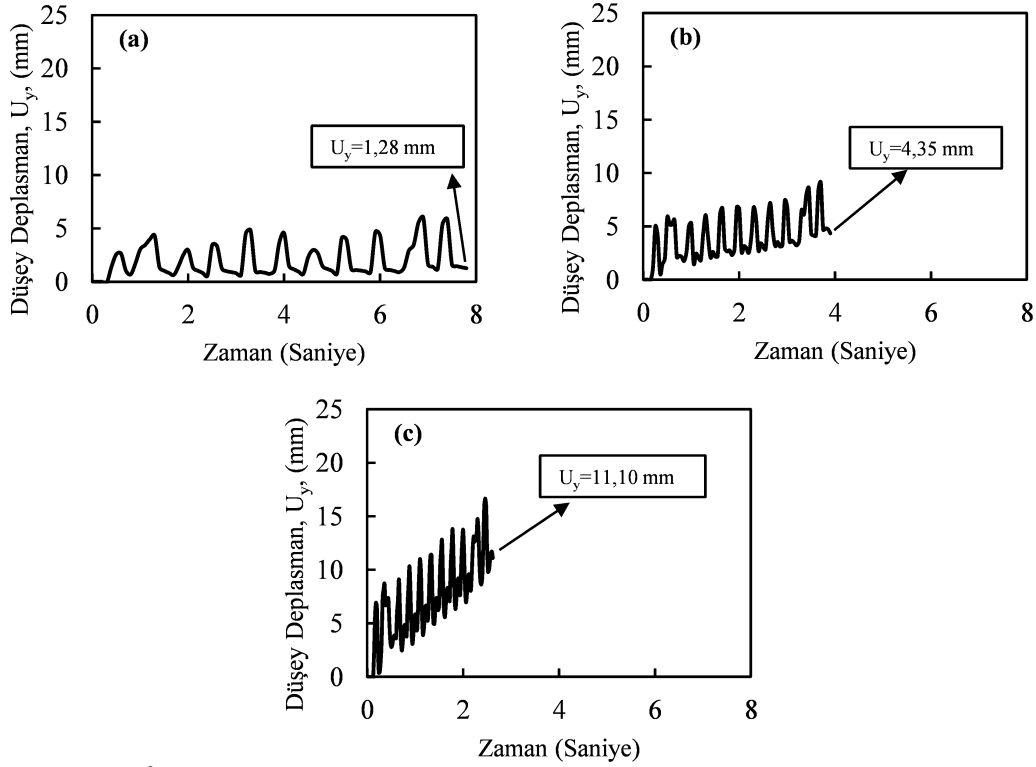 (a)
Düşey Deplasman, Uy, (mm)
25
20
15
10
5
0
Uy=1,28 mm
0 2 4 6 8
Zaman (Saniye)
(b)
Düşey Deplasman, Uy, (mm)
25
20
15
10
5
0
Uy=4,35 mm
0 2 4 6 8
Zaman (Saniye)
(c)
Düşey Deplasman, Uy, (mm)
25
20
15
10
5
0
Uy=11,10 mm
0 2 4 6 8
Zaman (Saniye)